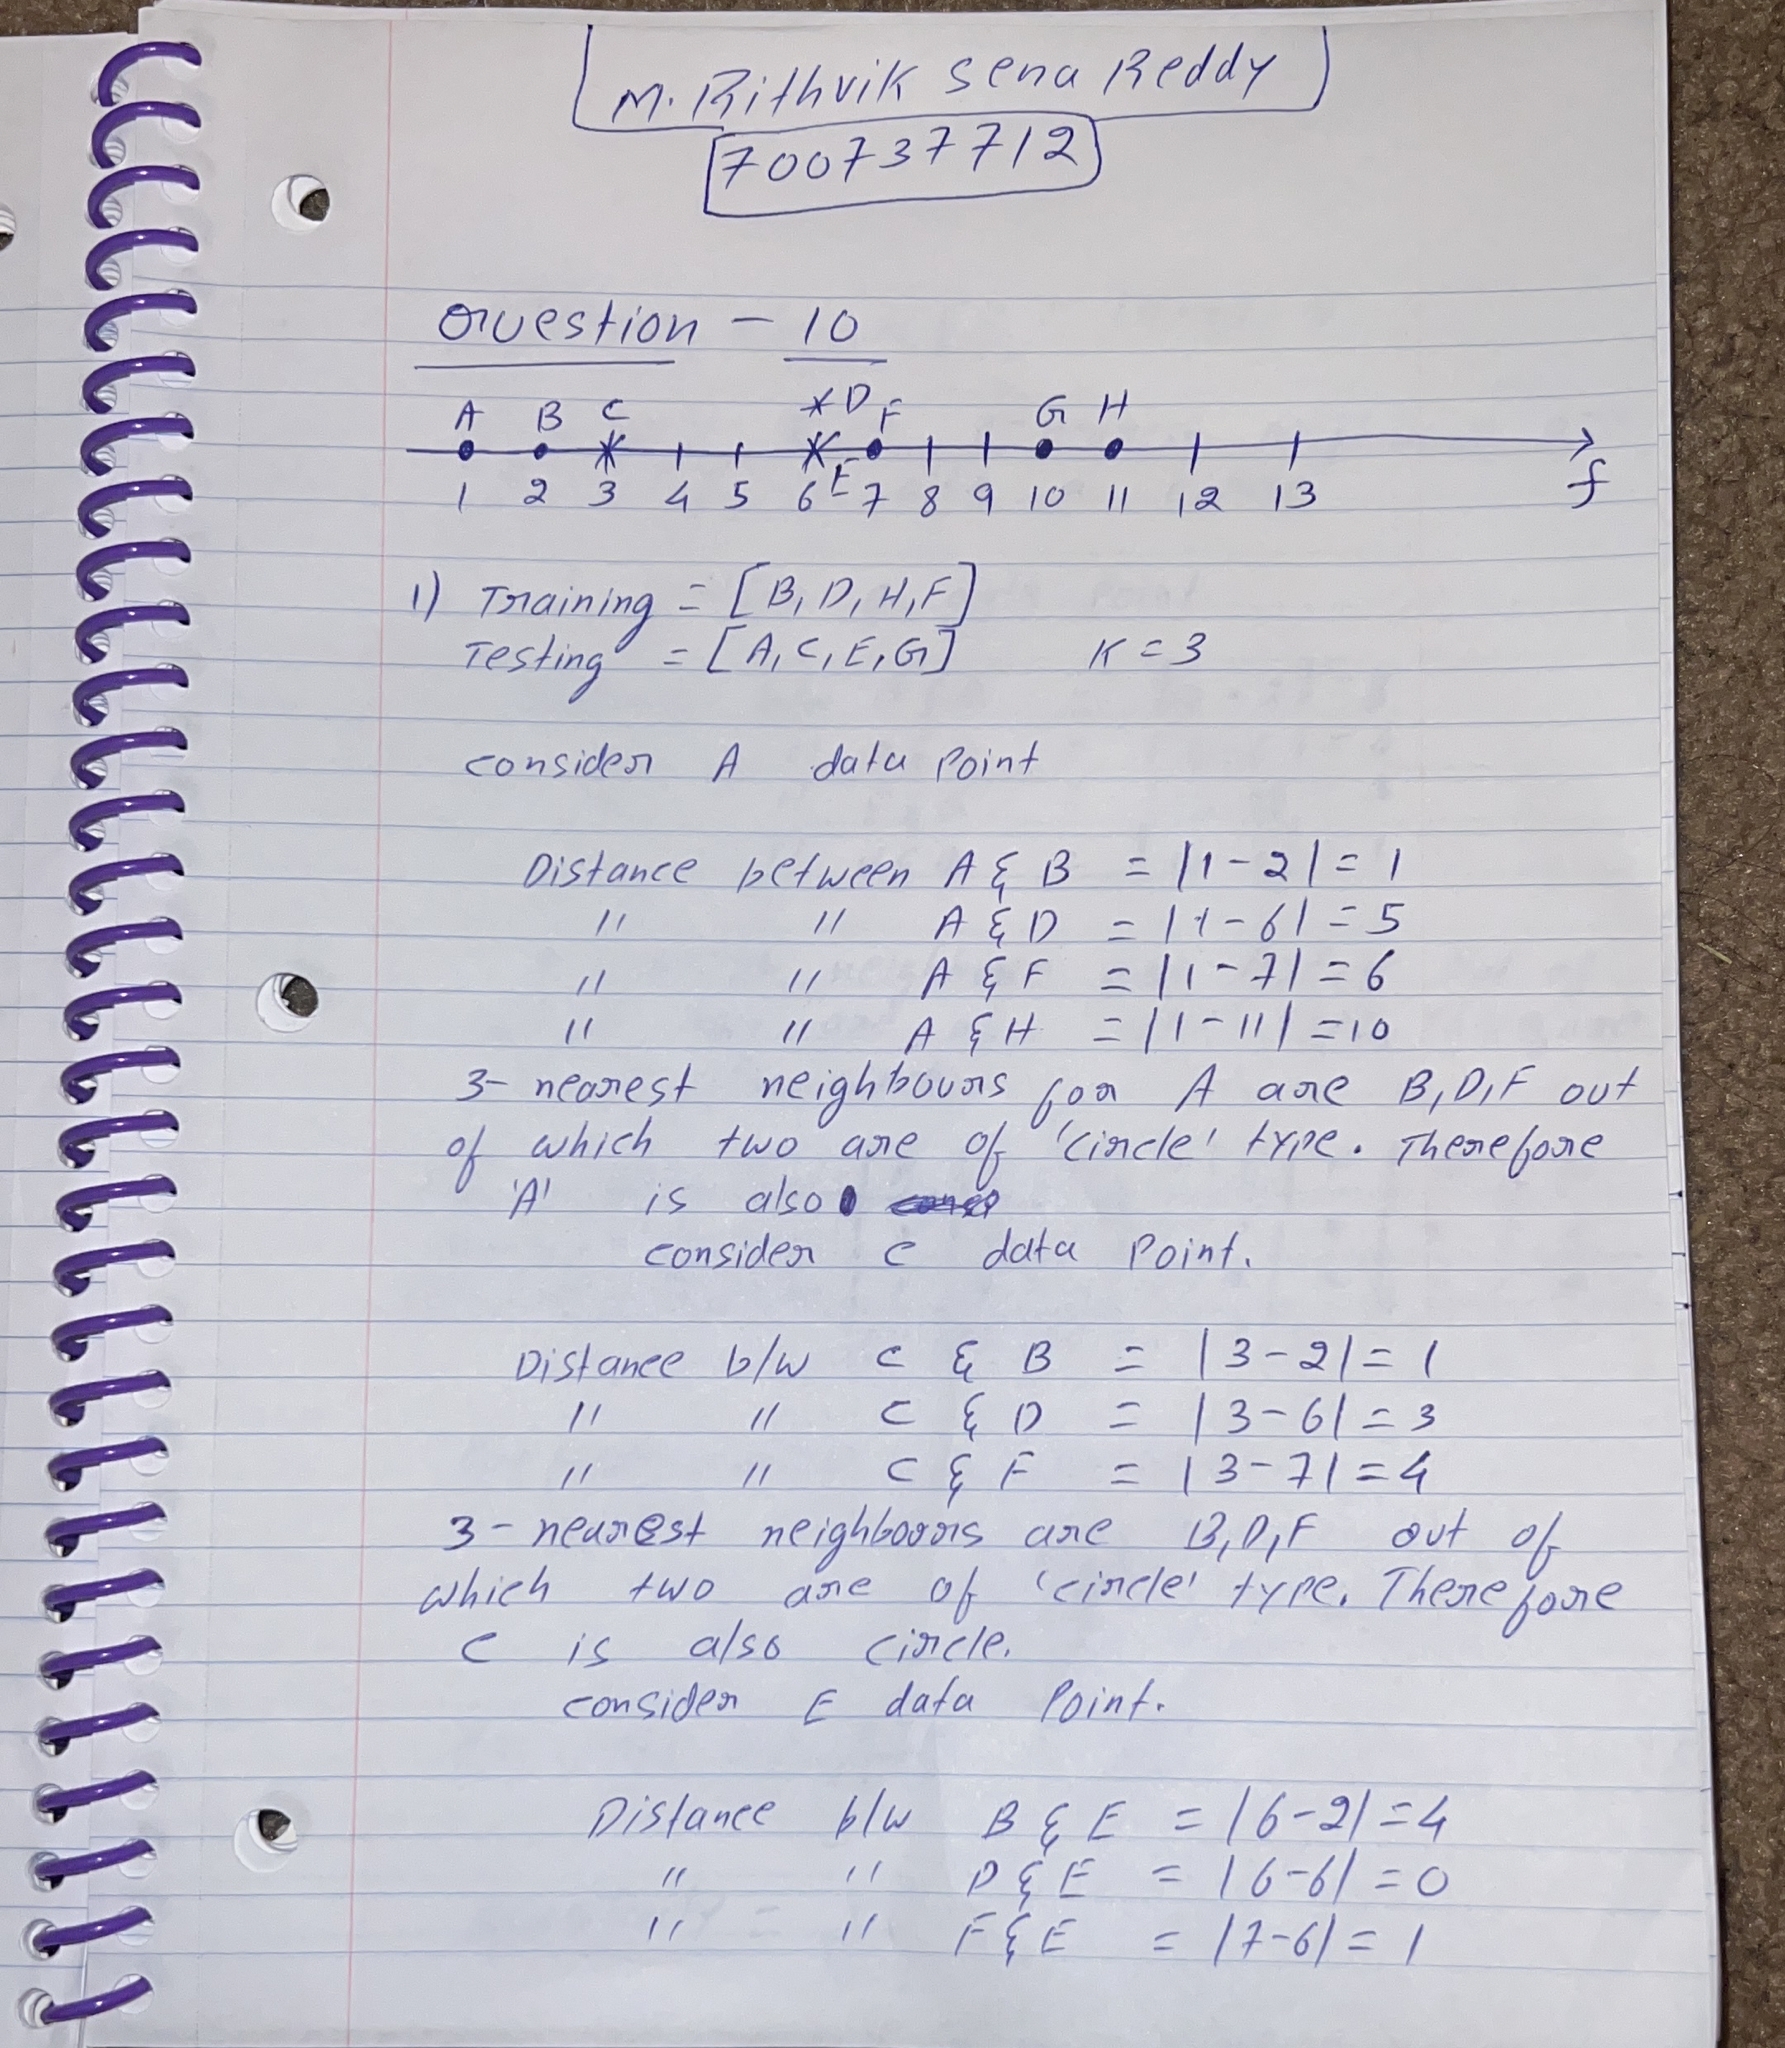 M. Rithvik Sena Reddy
700737712
Question - 10
A B C *D F G H
1 2 3 4 5 6 E 7 8 9 10 11 12 13 f
1) Training = [B, D, H, F]
Testing = [A, C, E, G] K = 3
consider A data Point
Distance between A & B = |1-2| = 1
" " A & D = |1-6| = 5
" " A & F = |1-7| = 6
" " A & H = |1-11| = 10
3- nearest neighbours for A are B, D, F out
of which two are of 'circle' type. Therefore
'A' is also
consider C data Point.
Distance b/w C & B = |3-2| = 1
" " C & D = |3-6| = 3
" " C & F = |3-7| = 4
3- nearest neighbours are B, D, F out of
which two are of 'circle' type. Therefore
C is also circle.
consider E data Point.
Distance b/w B & E = |6-2| = 4
" " D & E = |6-6| = 0
" " F & E = |7-6| = 1